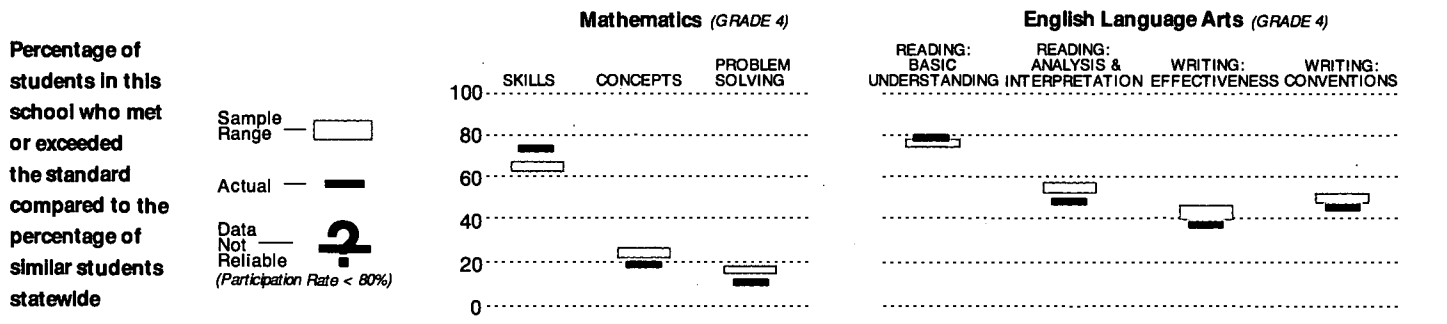 Mathematics (GRADE 4)
English Language Arts (GRADE 4)
Percentage of
students in this
school who met
or exceeded
the standard
compared to the
percentage of
similar students
statewide
Sample
Range
Actual
Data
Not
Reliable
?
(Participation Rate < 80%)
SKILLS
CONCEPTS
PROBLEM
SOLVING
READING:
BASIC
UNDERSTANDING
READING:
ANALYSIS &
INTERPRETATION
WRITING:
EFFECTIVENESS
WRITING:
CONVENTIONS
100
80
60
40
20
0